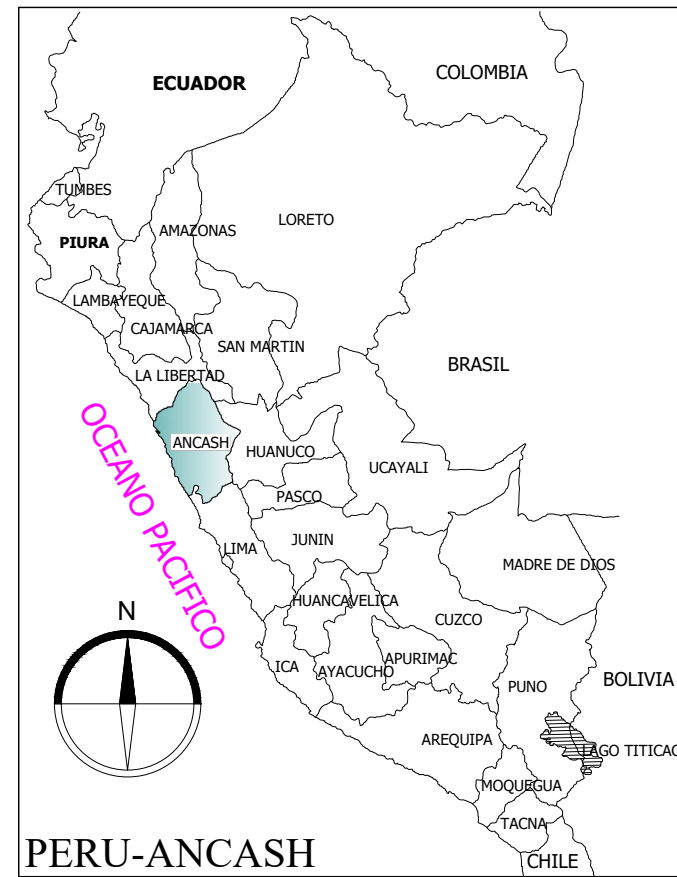 COLOMBIA
ECUADOR
TUMBES
LORETO
AMAZONAS
PIURA
LAMBAYEQUE
CAJAMARCA
SAN MARTIN
BRASIL
LA LIBERTAD
ANCASH
HUANUCO
UCAYALI
PASCO
OCEANO PACIFICO
JUNIN
LIMA
MADRE DE DIOS
HUANCAVELICA
N
CUZCO
APURIMAC
ICA
AYACUCHO
BOLIVIA
PUNO
AREQUIPA
LAGO TITICAC
MOQUEGUA
TACNA
PERU-ANCASH
CHILE